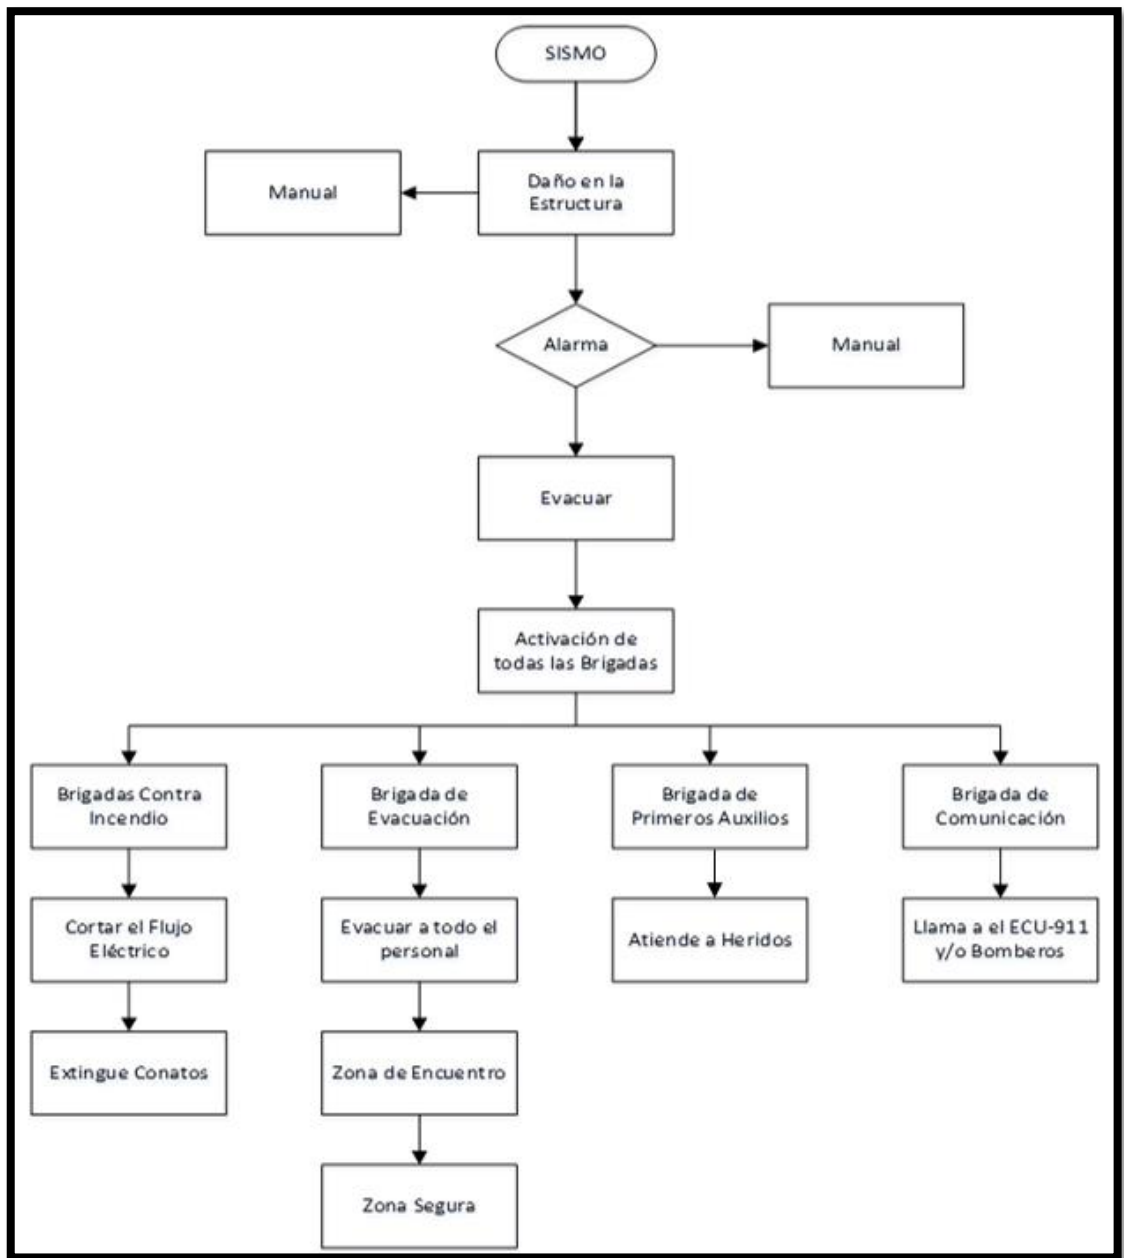 SISMO
Manual
Daño en la
Estructura
Alarma
Manual
Evacuar
Activación de
todas las Brigadas
Brigadas Contra
Incendio
Brigada de
Evacuación
Brigada de
Primeros Auxilios
Brigada de
Comunicación
Cortar el Flujo
Eléctrico
Evacuar a todo el
personal
Atiende a Heridos
Llama a el ECU-911
y/o Bomberos
Extingue Conatos
Zona de Encuentro
Zona Segura